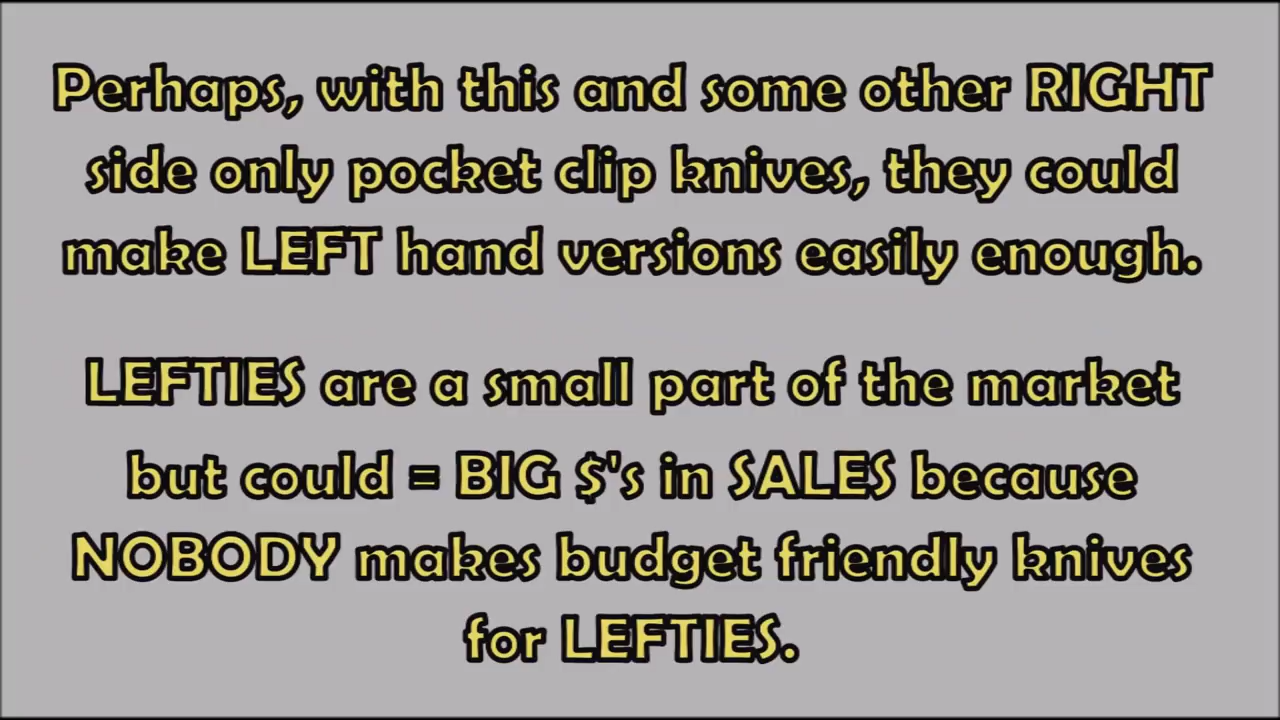 Perhaps, with this and some other RIGHT
side only pocket clip knives, they could
make LEFT hand versions easily enough.
LEFTIES are a small part of the market
but could = BIG $'s in SALES because
NOBODY makes budget friendly knives
for LEFTIES.